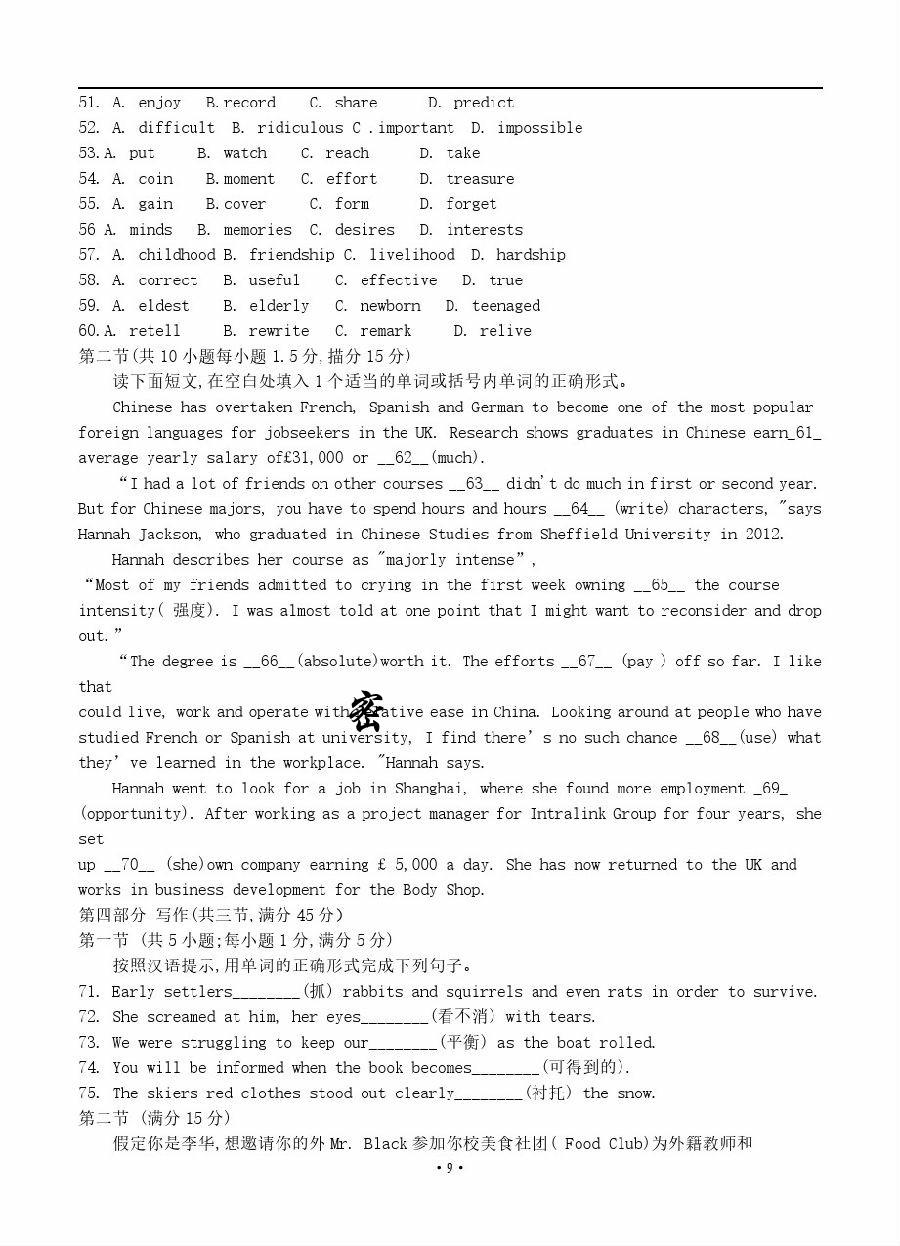 51. A. enjoy B.record C. share D. predict
52. A. difficult B. ridiculous C .important D. impossible
53.A. put B. watch C. reach D. take
54. A. coin B.moment C. effort D. treasure
55. A. gain B.cover C. form D. forget
56 A. minds B. memories C. desires D. interests
57. A. childhood B. friendship C. livelihood D. hardship
58. A. correct B. useful C. effective D. true
59. A. eldest B. elderly C. newborn D. teenaged
60.A. retell B. rewrite C. remark D. relive
第二节(共 10 小题每小题 1.5 分,描分 15 分)
读下面短文,在空白处填入 1 个适当的单词或括号内单词的正确形式。
Chinese has overtaken French, Spanish and German to become one of the most popular
foreign languages for jobseekers in the UK. Research shows graduates in Chinese earn_61_
average yearly salary of£31,000 or __62__(much).
“I had a lot of friends on other courses __63__ didn't do much in first or second year.
But for Chinese majors, you have to spend hours and hours __64__ (write) characters, "says
Hannah Jackson, who graduated in Chinese Studies from Sheffield University in 2012.
Hannah describes her course as "majorly intense”,
“Most of my friends admitted to crying in the first week owning __65__ the course
intensity( 强度). I was almost told at one point that I might want to reconsider and drop
out.”
“The degree is __66__(absolute)worth it. The efforts __67__ (pay ) off so far. I like
that
could live, work and operate with 密ative ease in China. Looking around at people who have
studied French or Spanish at university, I find there’s no such chance __68__(use) what
they’ve learned in the workplace. "Hannah says.
Hannah went to look for a job in Shanghai, where she found more employment _69_
(opportunity). After working as a project manager for Intralink Group for four years, she
set
up __70__ (she)own company earning £ 5,000 a day. She has now returned to the UK and
works in business development for the Body Shop.
第四部分 写作(共三节,满分 45 分)
第一节 (共 5 小题;每小题 1 分,满分 5 分)
按照汉语提示,用单词的正确形式完成下列句子。
71. Early settlers________(抓) rabbits and squirrels and even rats in order to survive.
72. She screamed at him, her eyes________(看不消) with tears.
73. We were struggling to keep our________(平衡) as the boat rolled.
74. You will be informed when the book becomes________(可得到的).
75. The skiers red clothes stood out clearly________(衬托) the snow.
第二节 (满分 15 分)
假定你是李华,想邀请你的外 Mr. Black 参加你校美食社团( Food Club)为外籍教师和
·9·